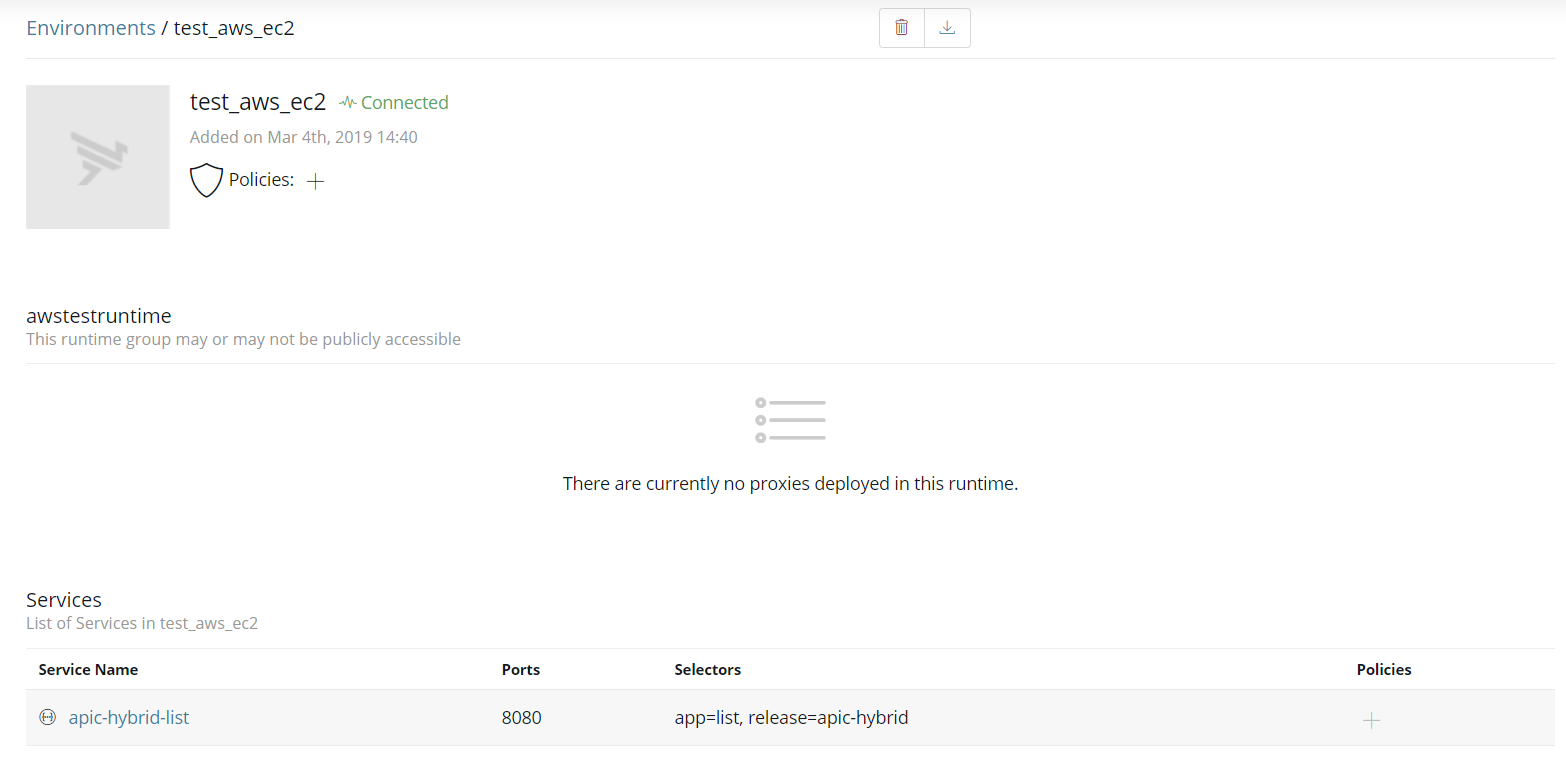 Environments / test_aws_ec2
test_aws_ec2 Connected
Added on Mar 4th, 2019 14:40
Policies:
awstestruntime
This runtime group may or may not be publicly accessible
There are currently no proxies deployed in this runtime.
Services
List of Services in test_aws_ec2
Service Name Ports Selectors Policies
apic-hybrid-list 8080 app=list, release=apic-hybrid